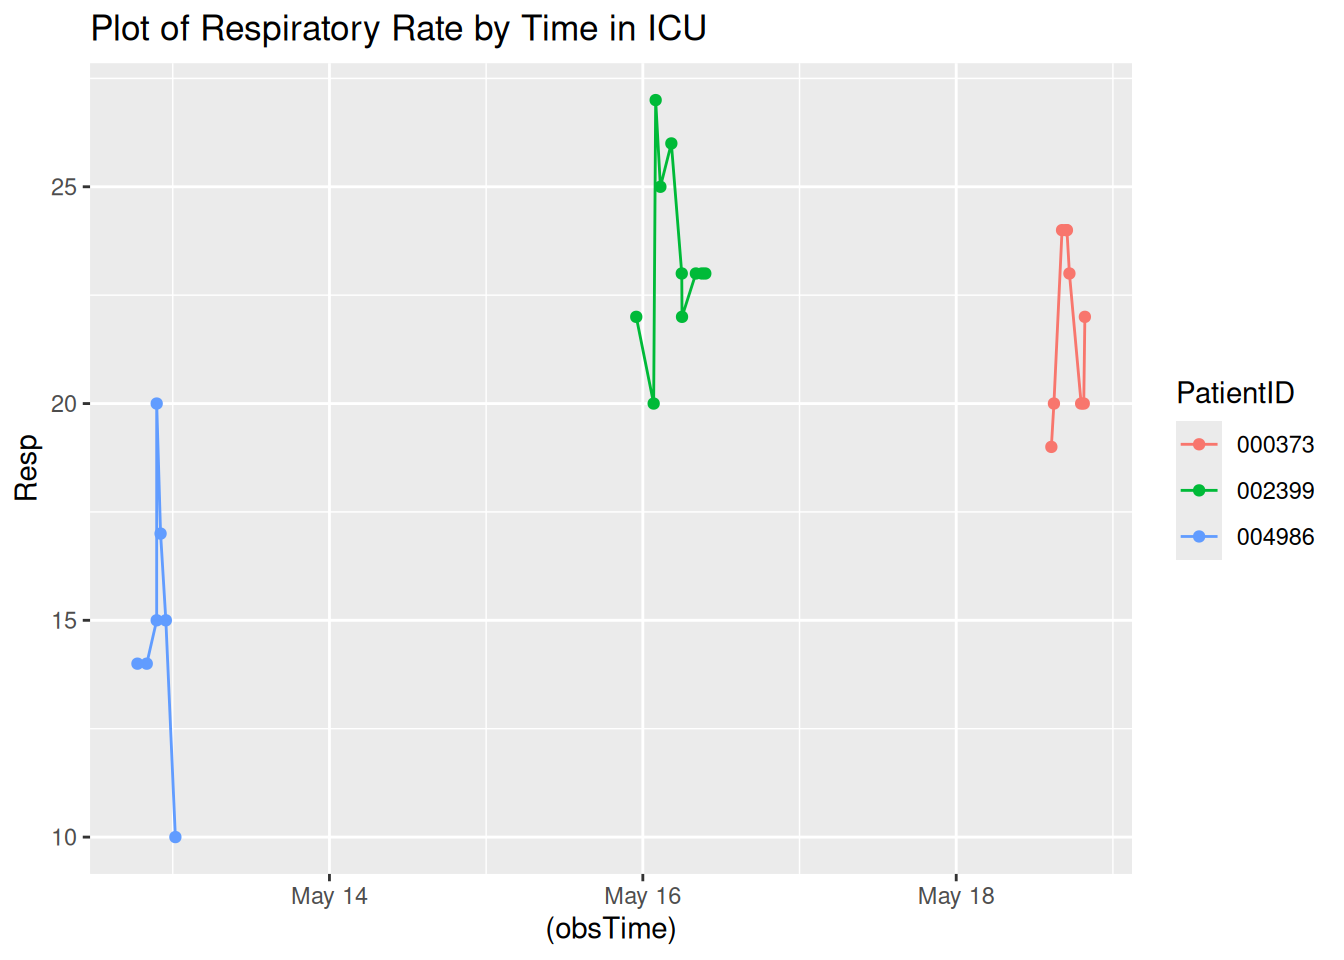 Plot of Respiratory Rate by Time in ICU
Resp
25
20
15
10
May 14
May 16
May 18
(obsTime)
PatientID
000373
002399
004986